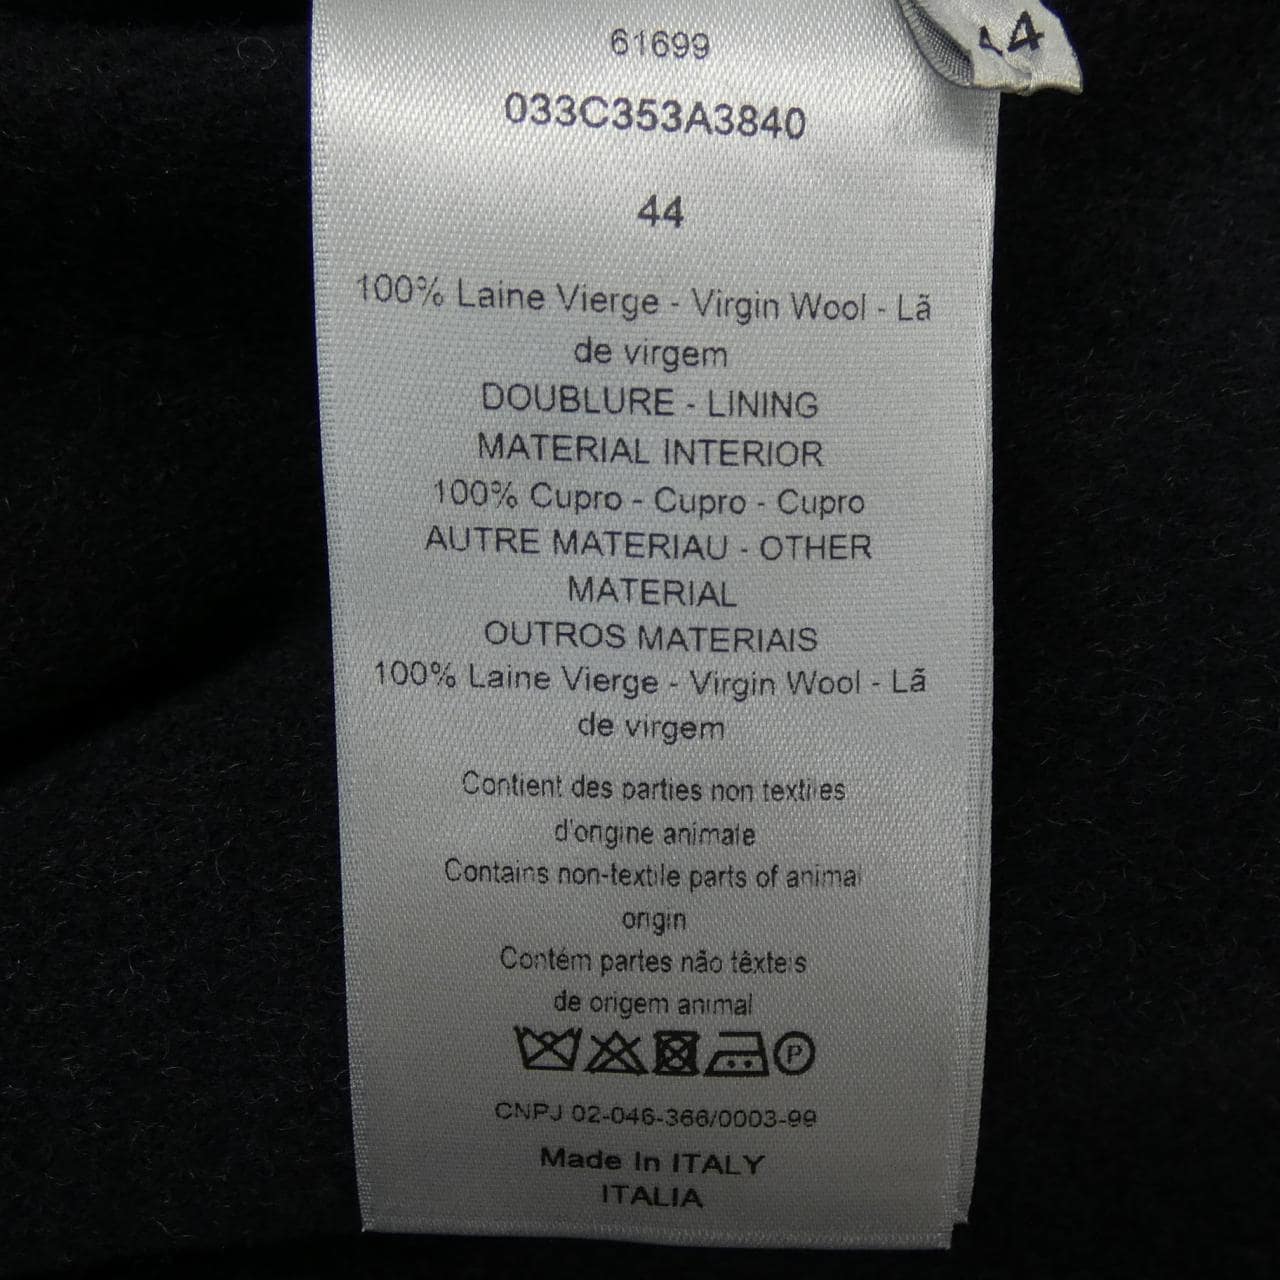 61699
033C353A3840
44
100% Laine Vierge - Virgin Wool - Lã
de virgem
DOUBLURE - LINING
MATERIAL INTERIOR
100% Cupro - Cupro - Cupro
AUTRE MATERIAU - OTHER
MATERIAL
OUTROS MATERIAIS
100% Laine Vierge - Virgin Wool - Lã
de virgem
Contient des parties non textiles
d'origine animale
Contains non-textile parts of animal
origin
Contém partes não têxteis
de origem animal
P
CNPJ 02-046-366/0003-99
Made In ITALY
ITALIA